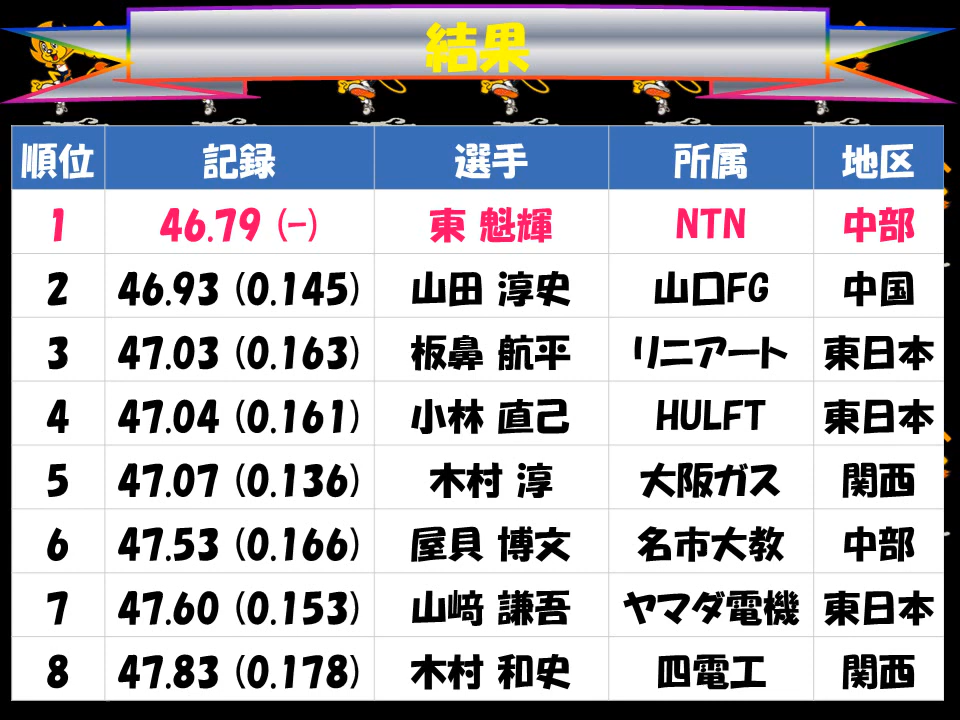 結果
順位 記録 選手 所属 地区
1 46.79 (-) 東 魁輝 NTN 中部
2 46.93 (0.145) 山田 淳史 山口FG 中国
3 47.03 (0.163) 板鼻 航平 リニアート 東日本
4 47.04 (0.161) 小林 直己 HULFT 東日本
5 47.07 (0.136) 木村 淳 大阪ガス 関西
6 47.53 (0.166) 屋貝 博文 名市大教 中部
7 47.60 (0.153) 山﨑 謙吾 ヤマダ電機 東日本
8 47.83 (0.178) 木村 和史 四電工 関西